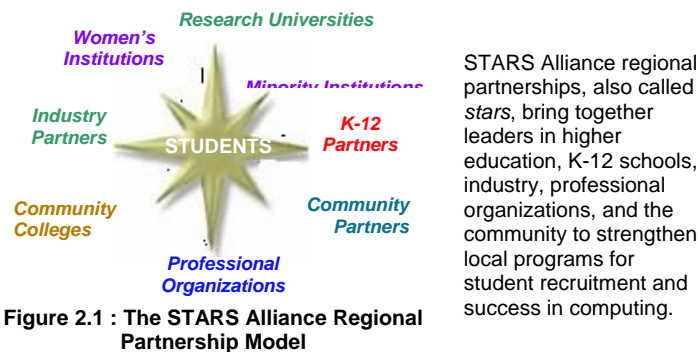 Research Universities
Women's
Institutions
Minority Institutions
Industry
Partners
STUDENTS
K-12
Partners
Community
Colleges
Community
Partners
Professional
Organizations
Figure 2.1 : The STARS Alliance Regional
Partnership Model
STARS Alliance regional
partnerships, also called
stars, bring together
leaders in higher
education, K-12 schools,
industry, professional
organizations, and the
community to strengthen
local programs for
student recruitment and
success in computing.